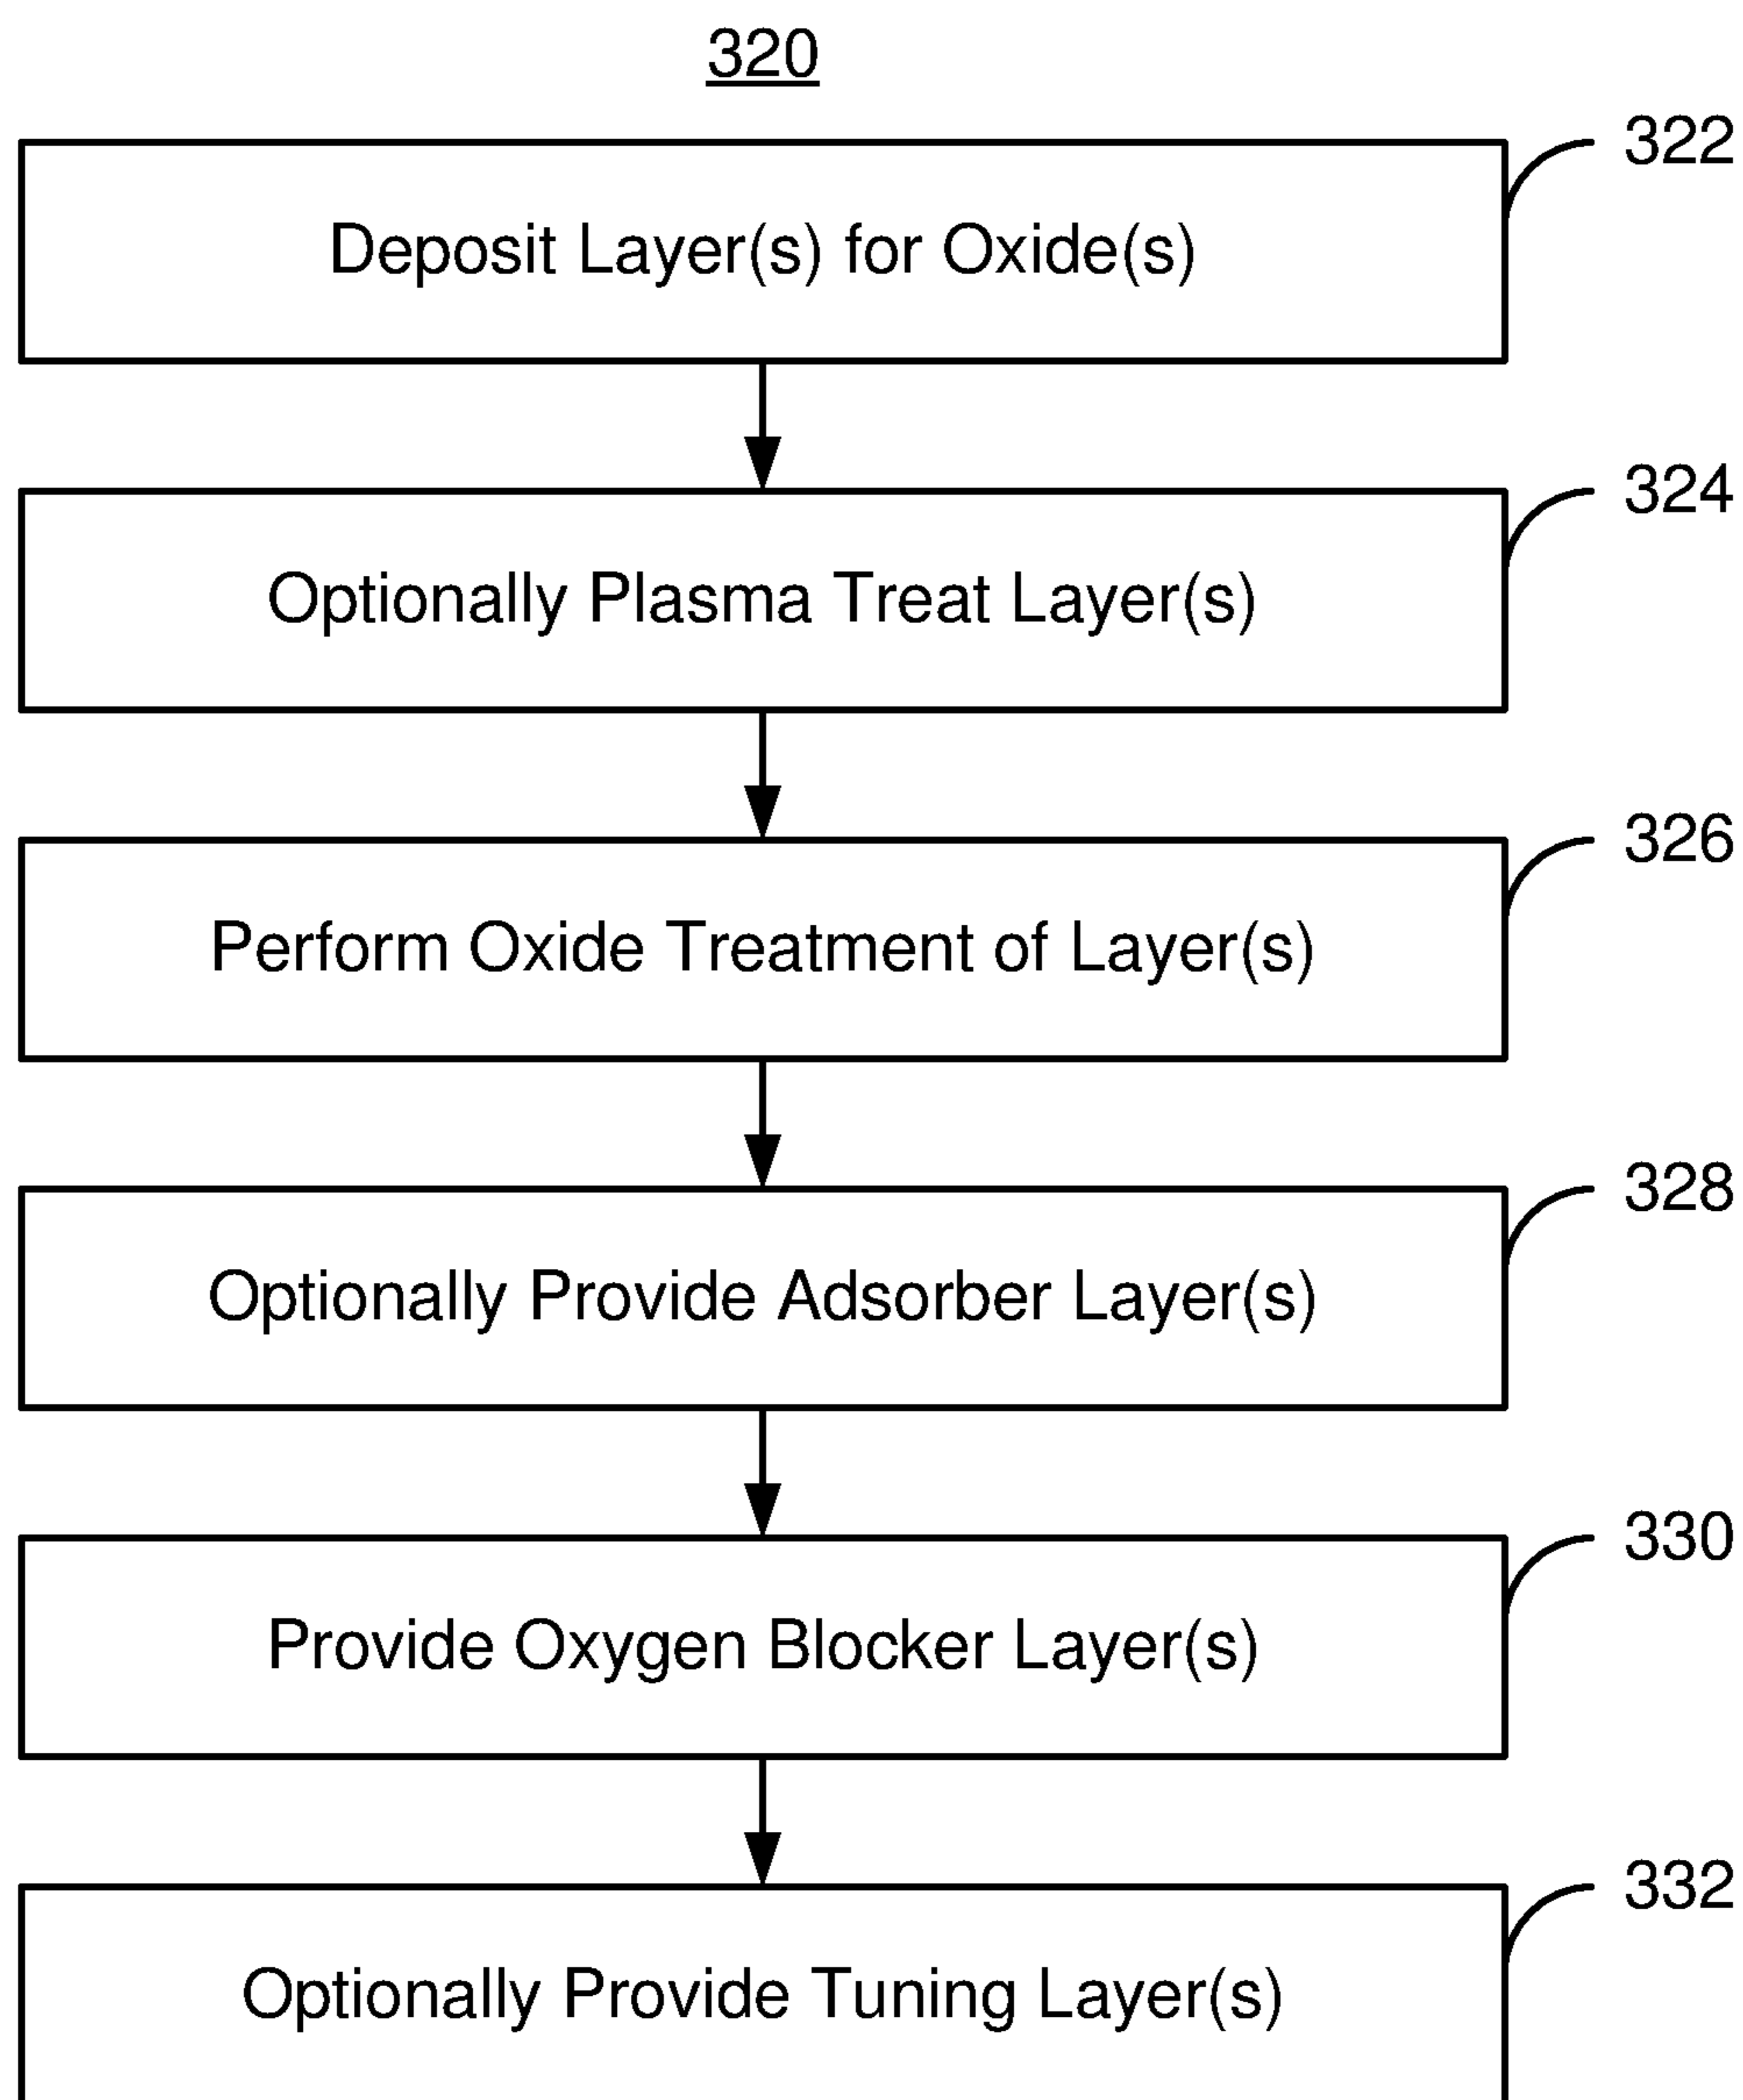 320
322
Deposit Layer(s) for Oxide(s)
324
Optionally Plasma Treat Layer(s)
326
Perform Oxide Treatment of Layer(s)
328
Optionally Provide Adsorber Layer(s)
330
Provide Oxygen Blocker Layer(s)
332
Optionally Provide Tuning Layer(s)